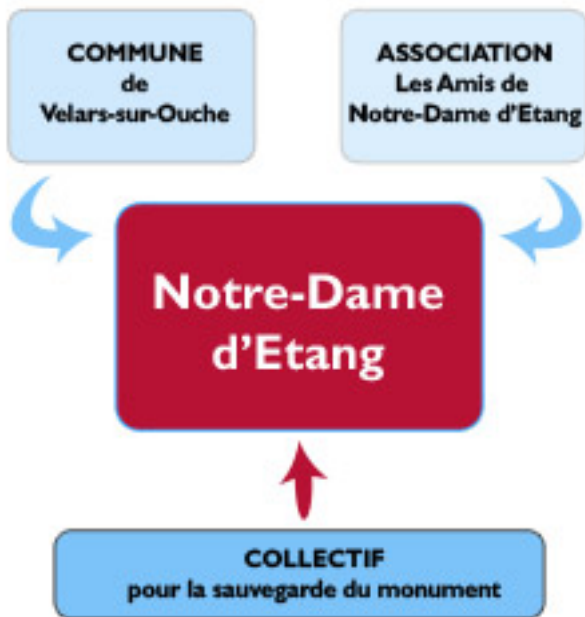 COMMUNE
de
Velars-sur-Ouche
ASSOCIATION
Les Amis de
Notre-Dame d'Etang
Notre-Dame
d'Etang
COLLECTIF
pour la sauvegarde du monument